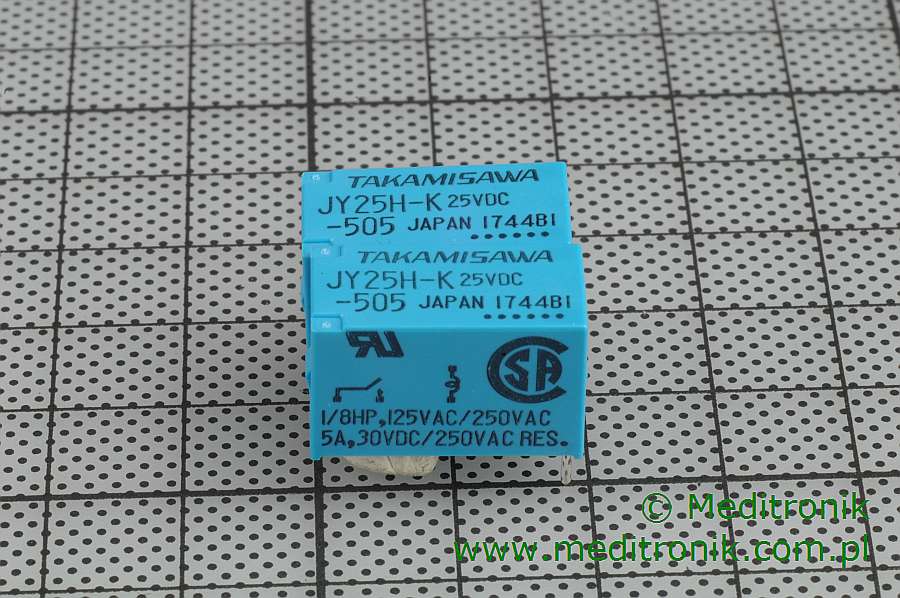 TAKAMISAWA
JY25H-K 25VDC
-505 JAPAN 1744B1
TAKAMISAWA
JY25H-K 25VDC
-505 JAPAN 1744B1
RU
CSA
1/8HP,125VAC/250VAC
5A,30VDC/250VAC RES.
© Meditronik
www.meditronik.com.pl